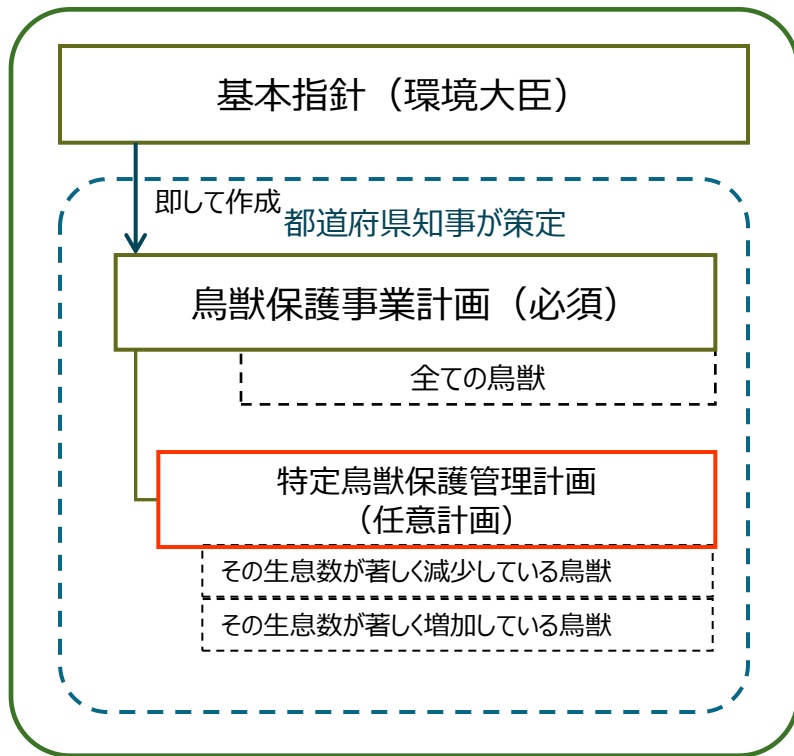 基本指針（環境大臣）
即して作成
都道府県知事が策定
鳥獣保護事業計画（必須）
全ての鳥獣
特定鳥獣保護管理計画
（任意計画）
その生息数が著しく減少している鳥獣
その生息数が著しく増加している鳥獣